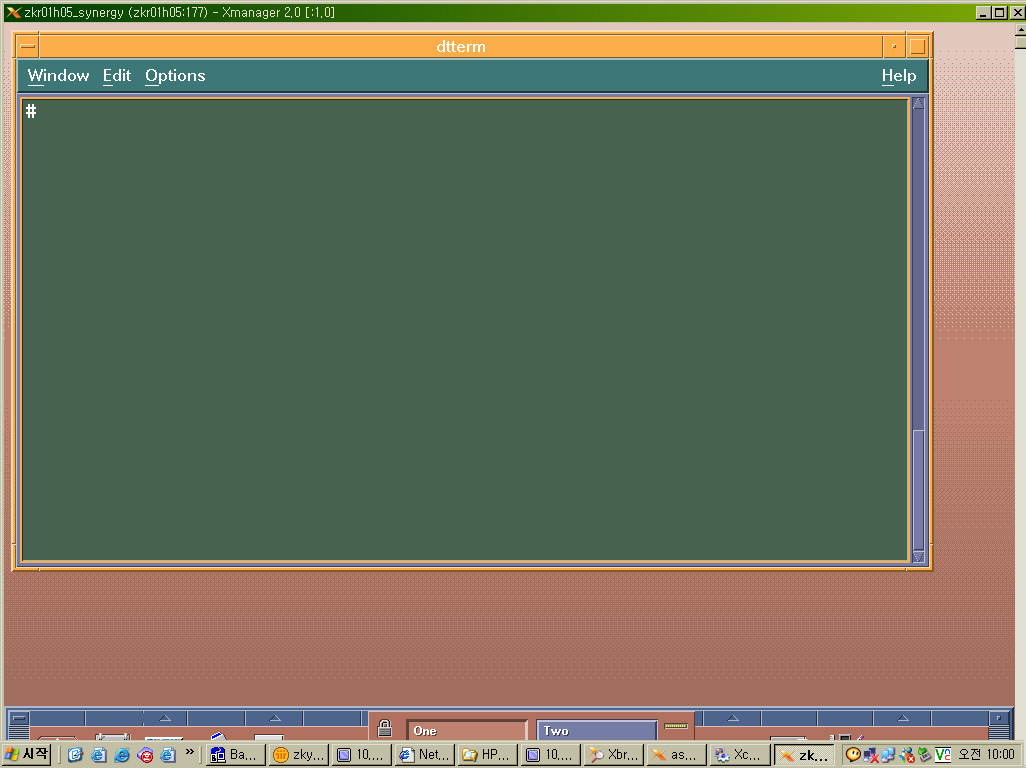 zkr01h05_synergy (zkr01h05:177) - Xmanager 2,0 [:1,0]
dtterm
Window Edit Options Help
#
One Two
시작 » Ba... zky... 10,... Net... HP... 10,... Xbr... as... Xc... zk... 오전 10:00